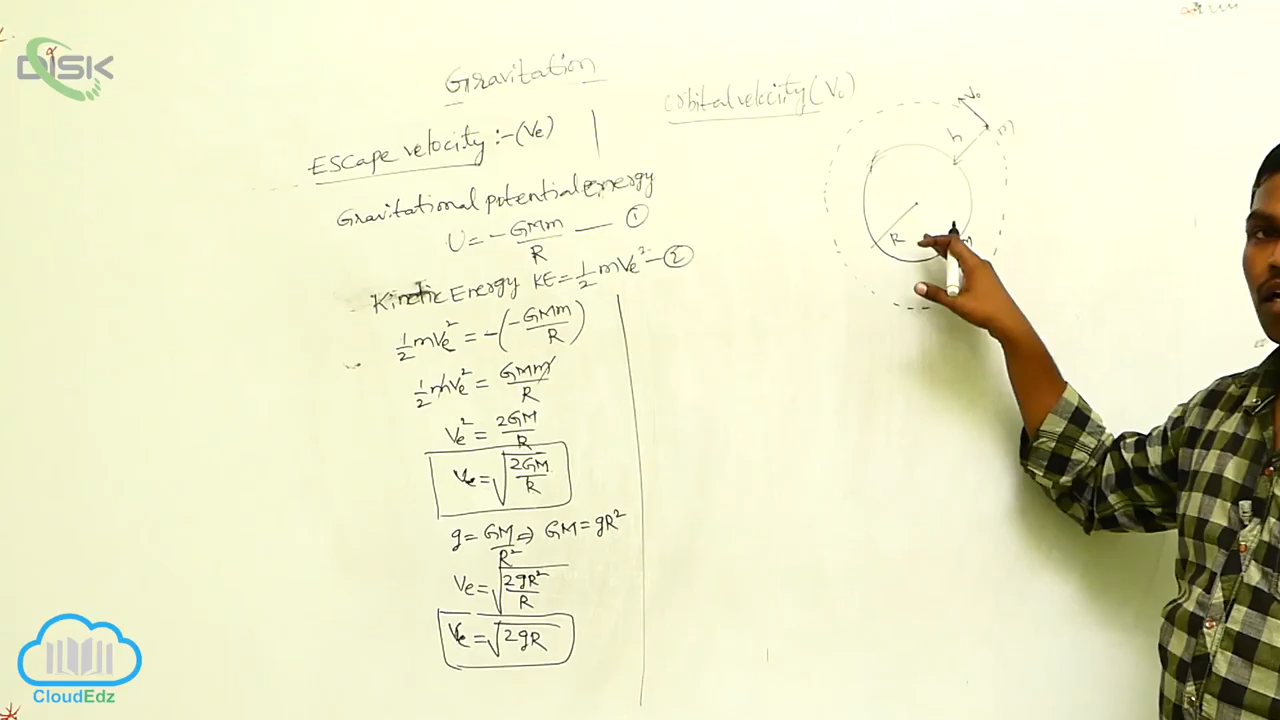 DISK
Gravitation
Escape velocity :- (Ve)
Gravitational potential energy
U = - GMm/R — ①
Kinetic Energy KE = 1/2 mVe² — ②
1/2 mVe² = -(-GMm/R)
1/2 mVe² = GMm/R
Ve² = 2GM/R
Ve = √(2GM/R)
g = GM/R² ⇒ GM = gR²
Ve = √(2gR²/R)
Ve = √2gR
Orbital velocity (Vo)
Vo
h
m
R
M
CloudEdz